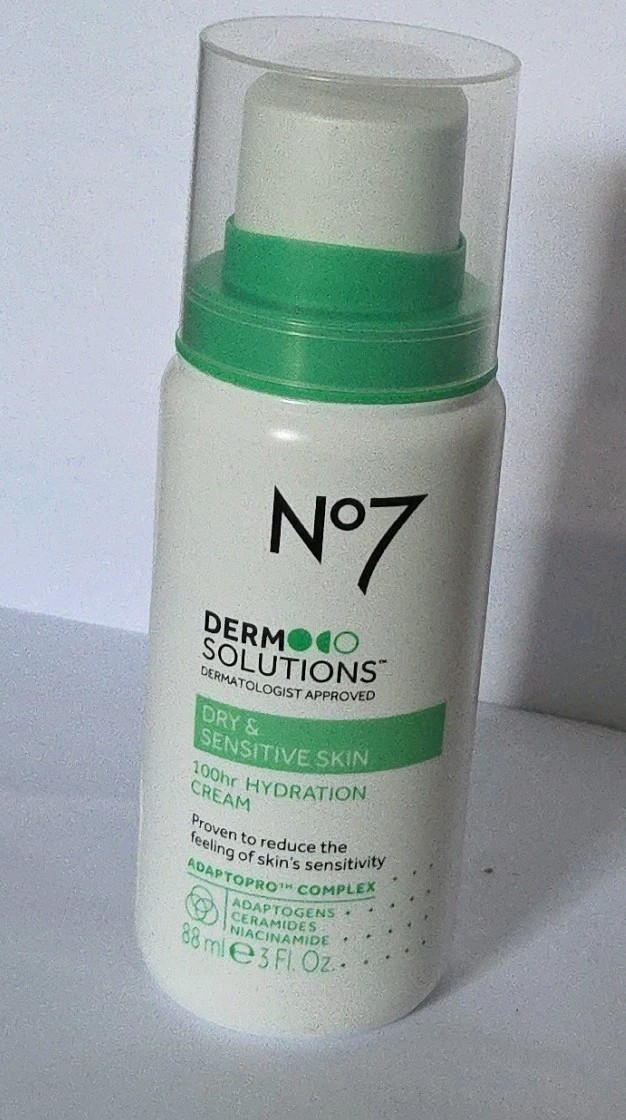 Nº7
DERM
SOLUTIONS™
DERMATOLOGIST APPROVED
DRY &
SENSITIVE SKIN
100hr HYDRATION
CREAM
Proven to reduce the
feeling of skin's sensitivity
ADAPTOPRO™ COMPLEX
ADAPTOGENS
CERAMIDES
NIACINAMIDE
88 ml ℮ 3 Fl. Oz.